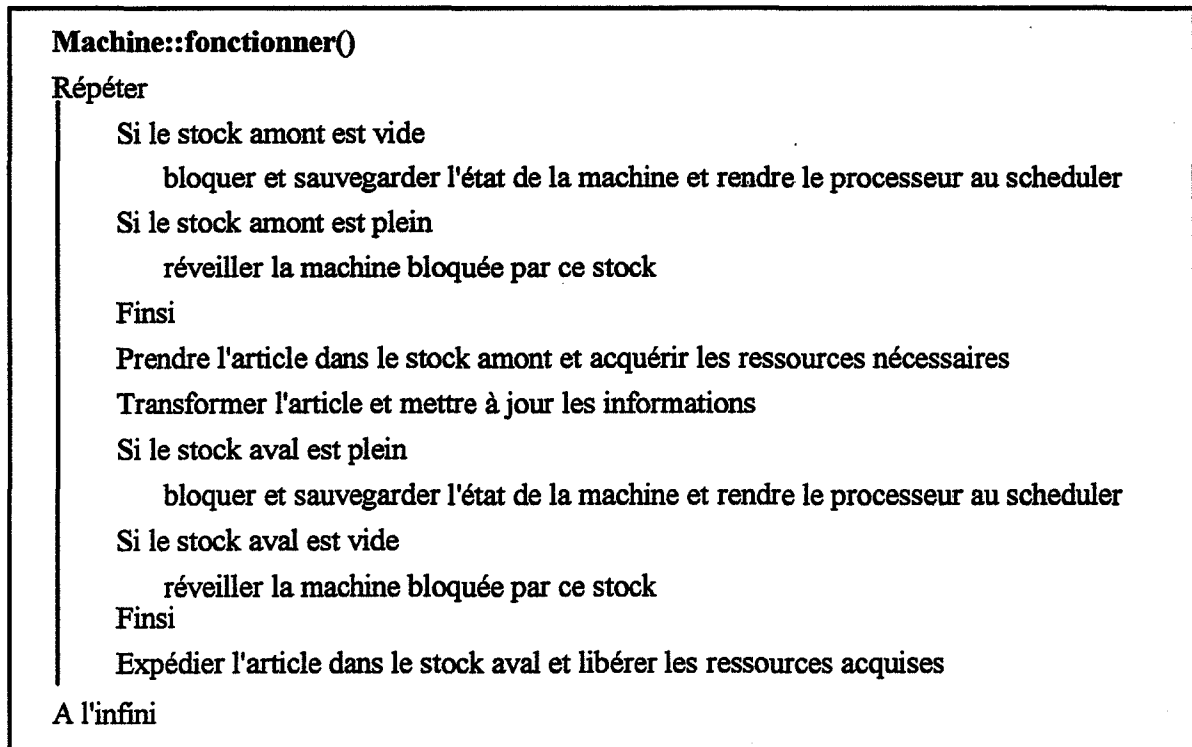 Machine::fonctionner()
Répéter
Si le stock amont est vide
bloquer et sauvegarder l'état de la machine et rendre le processeur au scheduler
Si le stock amont est plein
réveiller la machine bloquée par ce stock
Finsi
Prendre l'article dans le stock amont et acquérir les ressources nécessaires
Transformer l'article et mettre à jour les informations
Si le stock aval est plein
bloquer et sauvegarder l'état de la machine et rendre le processeur au scheduler
Si le stock aval est vide
réveiller la machine bloquée par ce stock
Finsi
Expédier l'article dans le stock aval et libérer les ressources acquises
A l'infini